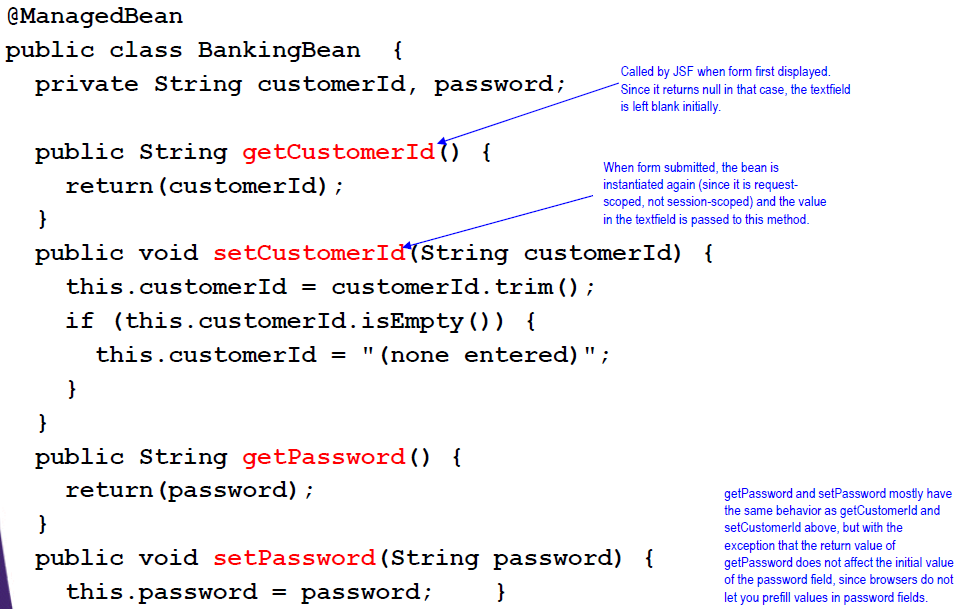 @ManagedBean
public class BankingBean {
private String customerId, password;
Called by JSF when form first displayed.
Since it returns null in that case, the textfield
is left blank initially.
public String getCustomerId() {
return(customerId);
}
When form submitted, the bean is
instantiated again (since it is request-
scoped, not session-scoped) and the value
in the textfield is passed to this method.
public void setCustomerId(String customerId) {
this.customerId = customerId.trim();
if (this.customerId.isEmpty()) {
this.customerId = "(none entered)";
}
}
public String getPassword() {
return(password);
}
public void setPassword(String password) {
this.password = password; }
getPassword and setPassword mostly have
the same behavior as getCustomerId and
setCustomerId above, but with the
exception that the return value of
getPassword does not affect the initial value
of the password field, since browsers do not
let you prefill values in password fields.